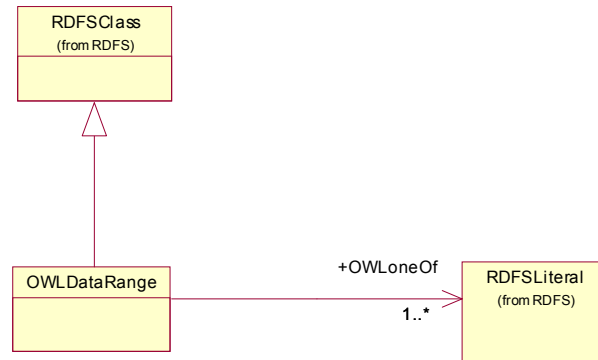 RDFSClass
(from RDFS)
OWLDataRange
+OWLoneOf
1..*
RDFSLiteral
(from RDFS)